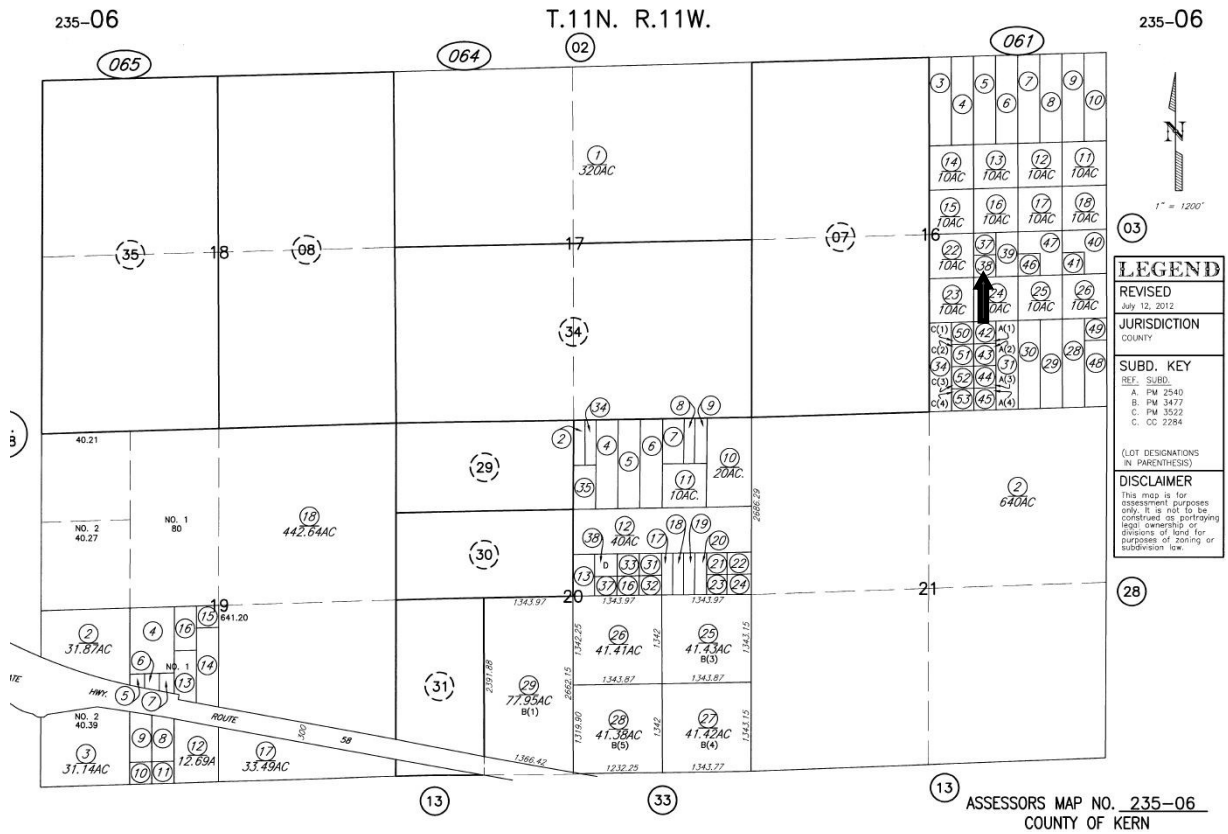 235-06
T.11N. R.11W.
235-06
065
064
02
061
3
4
5
6
7
8
9
10
N
1" = 1200'
1
320AC
14
10AC
13
10AC
12
10AC
11
10AC
15
10AC
16
10AC
17
10AC
18
10AC
03
35
18
08
17
07
16
22
10AC
37
38
39
47
46
40
41
23
10AC
24
0AC
25
10AC
26
10AC
34
C(1)
C(2)
34
C(3)
C(4)
50
51
52
53
42
43
44
45
A(1)
A(2)
31
A(3)
A(4)
30
29
28
49
48
LEGEND
REVISED
July 12, 2012
JURISDICTION
COUNTY
SUBD. KEY
REF. SUBD.
A. PM 2540
B. PM 3477
C. PM 3522
C. CC 2284
(LOT DESIGNATIONS
IN PARENTHESIS)
DISCLAIMER
This map is for
assessment purposes
only. It is not to be
construed as portraying
legal ownership or
divisions of land for
purposes of zoning or
subdivision law.
8
40.21
NO. 2
40.27
NO. 1
80
18
442.64AC
29
30
2
34
35
4
5
6
7
8
9
10
20AC.
11
10AC.
2686.29
2
640AC
12
40AC
38
D
13
37
33
16
31
32
17
18
19
20
21
22
23
24
28
19
641.20
20
21
1343.97
1343.97
1343.97
2
31.87AC
4
16
15
14
6
NO. 1
13
5
7
ATE
HWY.
ROUTE
58
300
NO. 2
40.39
3
31.14AC
9
8
10
11
12
12.69A
17
33.49AC
31
2391.88
29
77.95AC
B(1)
2662.15
1342.25
26
41.41AC
1342
25
41.43AC
B(3)
1343.15
1343.87
1343.87
1319.90
28
41.38AC
B(5)
1342
27
41.42AC
B(4)
1343.15
1366.42
1232.25
1343.77
13
33
13
ASSESSORS MAP NO. 235-06
COUNTY OF KERN